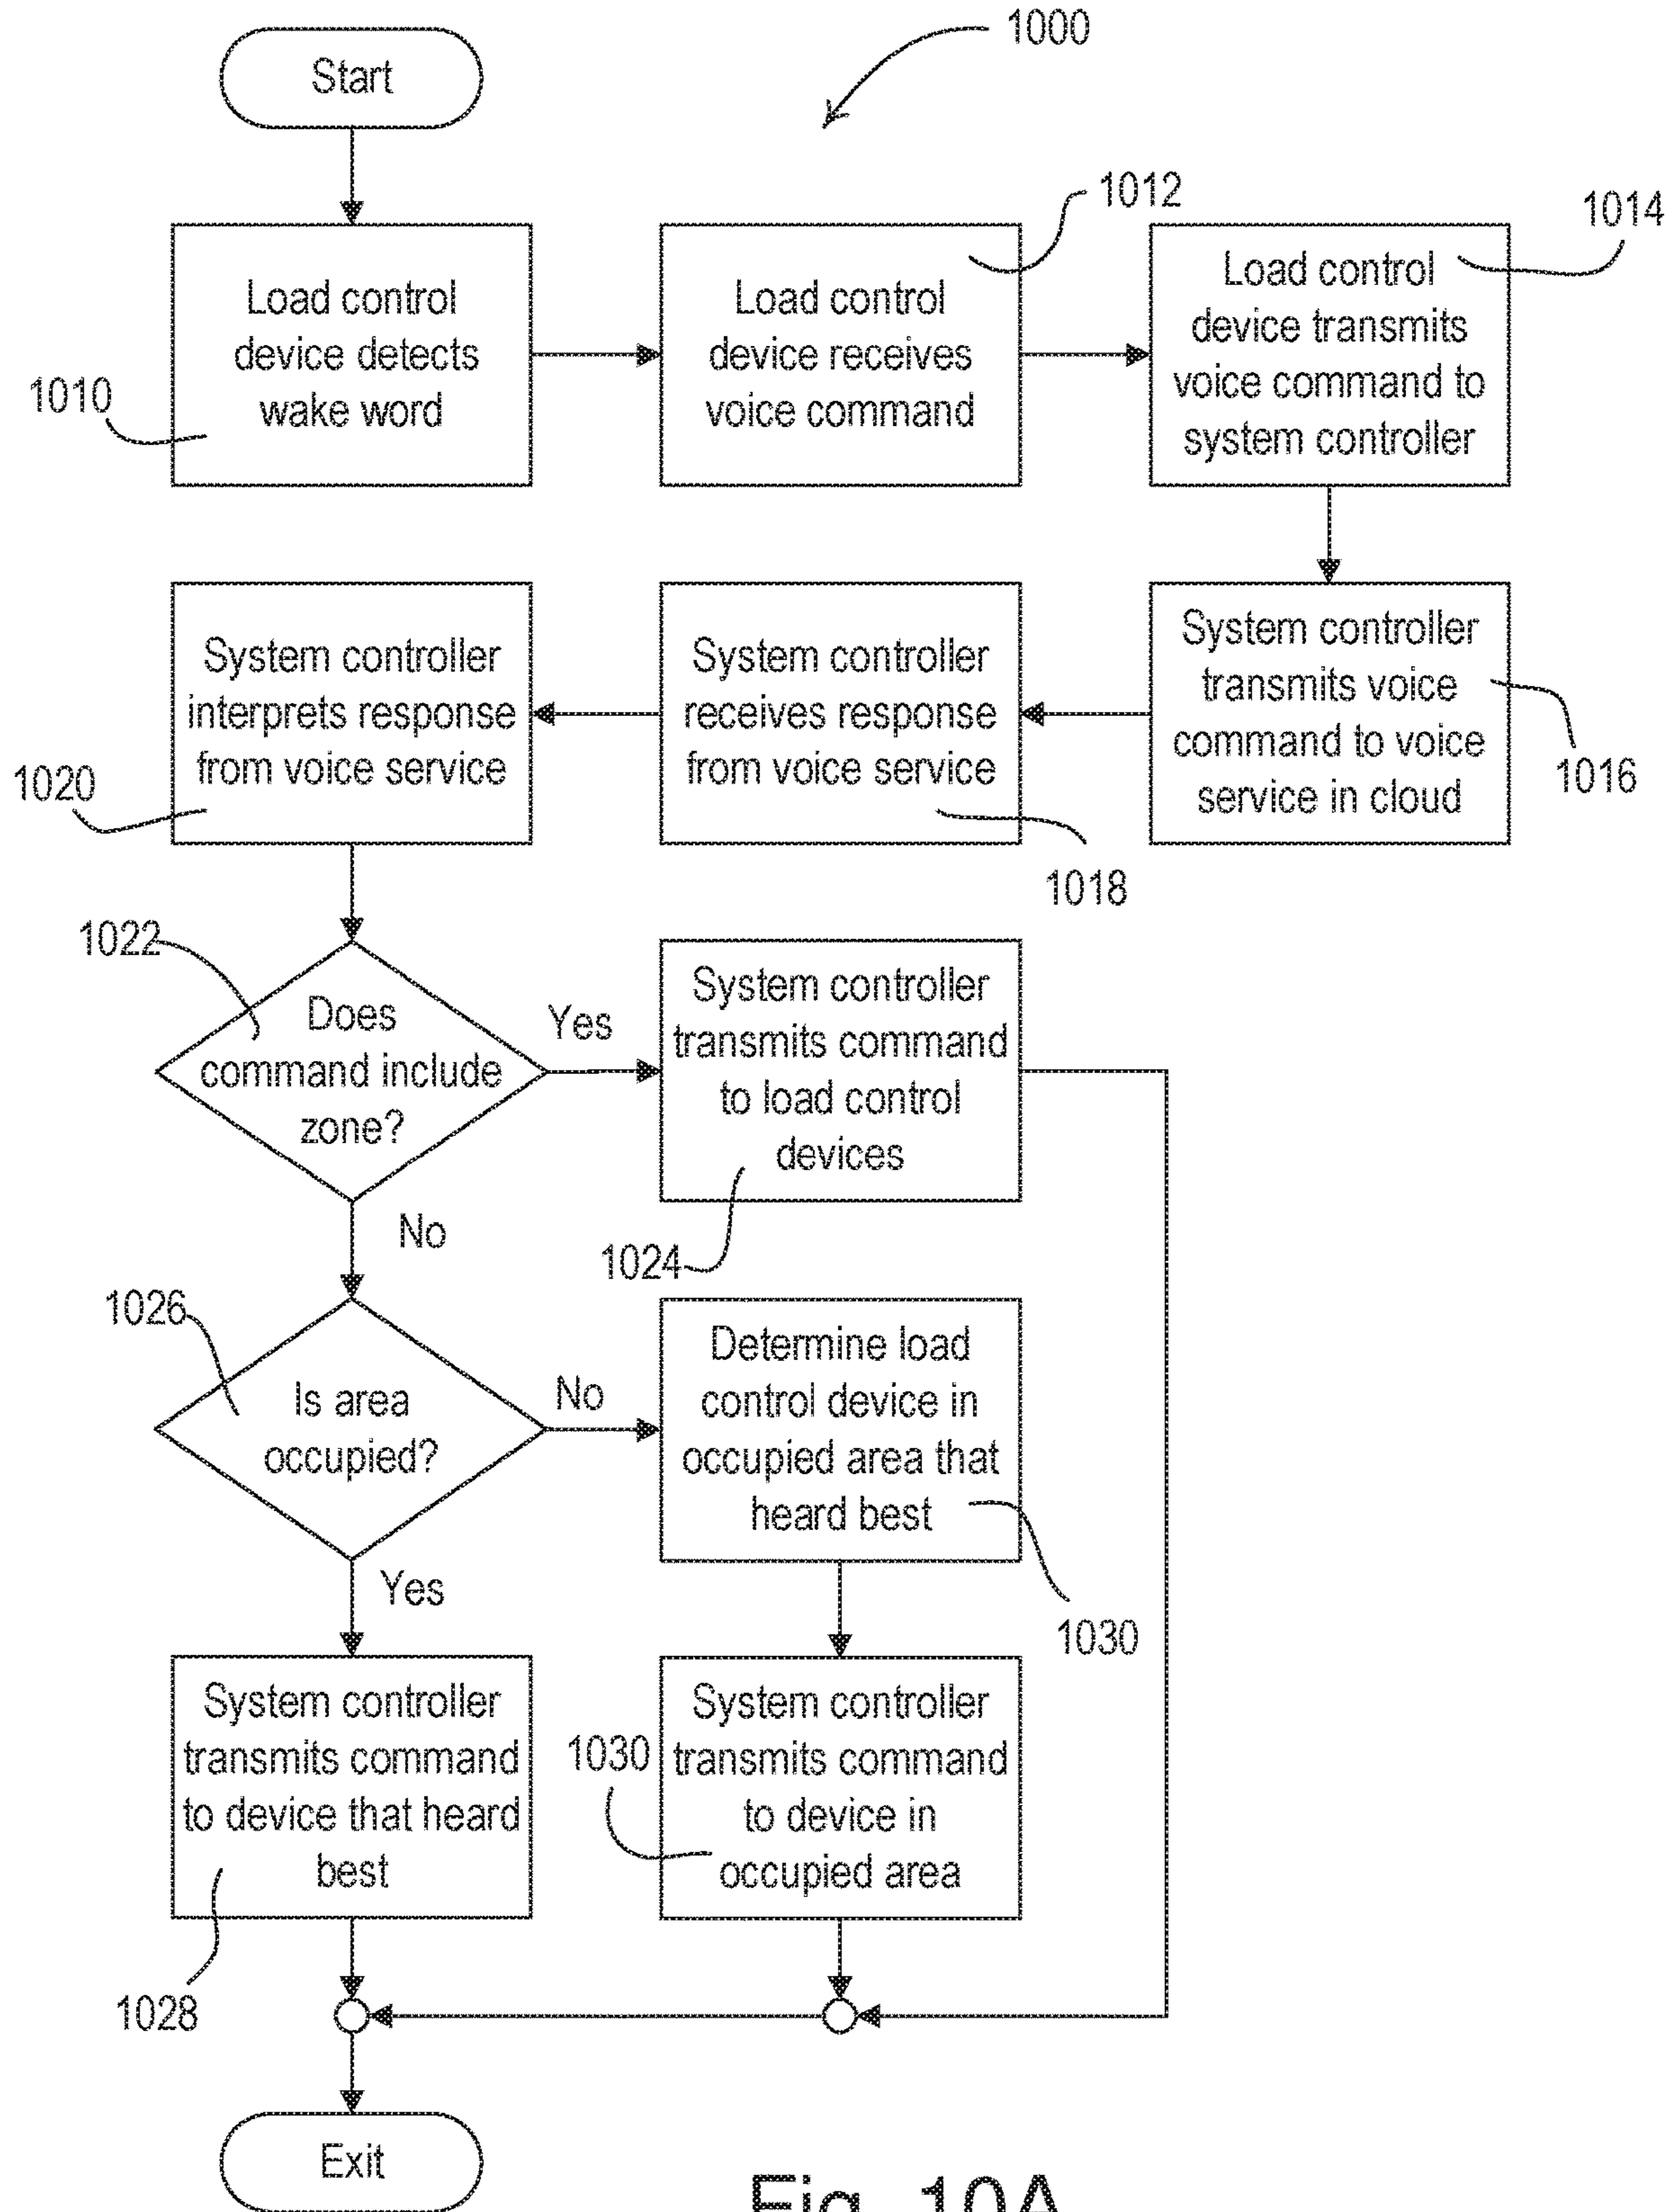 1000
Start
1012
1014
Load control
device detects
wake word
1010
Load control
device receives
voice command
Load control
device transmits
voice command to
system controller
System controller
transmits voice
command to voice
service in cloud
1016
System controller
receives response
from voice service
1018
System controller
interprets response
from voice service
1020
1022
Does
command include
zone?
Yes
System controller
transmits command
to load control
devices
1024
No
1026
Is area
occupied?
No
Determine load
control device in
occupied area that
heard best
1030
Yes
System controller
transmits command
to device that heard
best
1028
1030
System controller
transmits command
to device in
occupied area
Exit
Fig. 10A